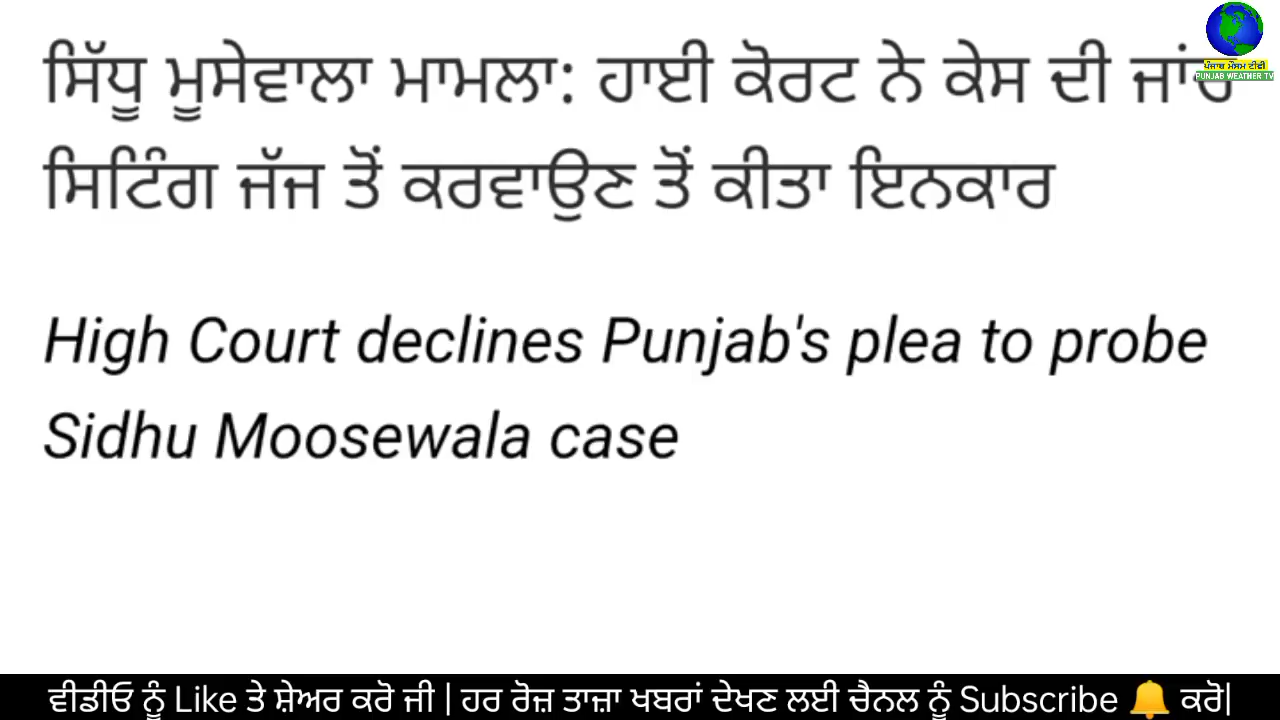 ਸਿੱਧੂ ਮੂਸੇਵਾਲਾ ਮਾਮਲਾ: ਹਾਈ ਕੋਰਟ ਨੇ ਕੇਸ ਦੀ ਜਾਂਚ
ਸਿਟਿੰਗ ਜੱਜ ਤੋਂ ਕਰਵਾਉਣ ਤੋਂ ਕੀਤਾ ਇਨਕਾਰ
High Court declines Punjab's plea to probe
Sidhu Moosewala case
ਪੰਜਾਬ ਮੌਸਮ ਟੀਵੀ
PUNJAB WEATHER TV
ਵੀਡੀਓ ਨੂੰ Like ਤੇ ਸ਼ੇਅਰ ਕਰੋ ਜੀ | ਹਰ ਰੋਜ਼ ਤਾਜ਼ਾ ਖਬਰਾਂ ਦੇਖਣ ਲਈ ਚੈਨਲ ਨੂੰ Subscribe 🔔 ਕਰੋ|